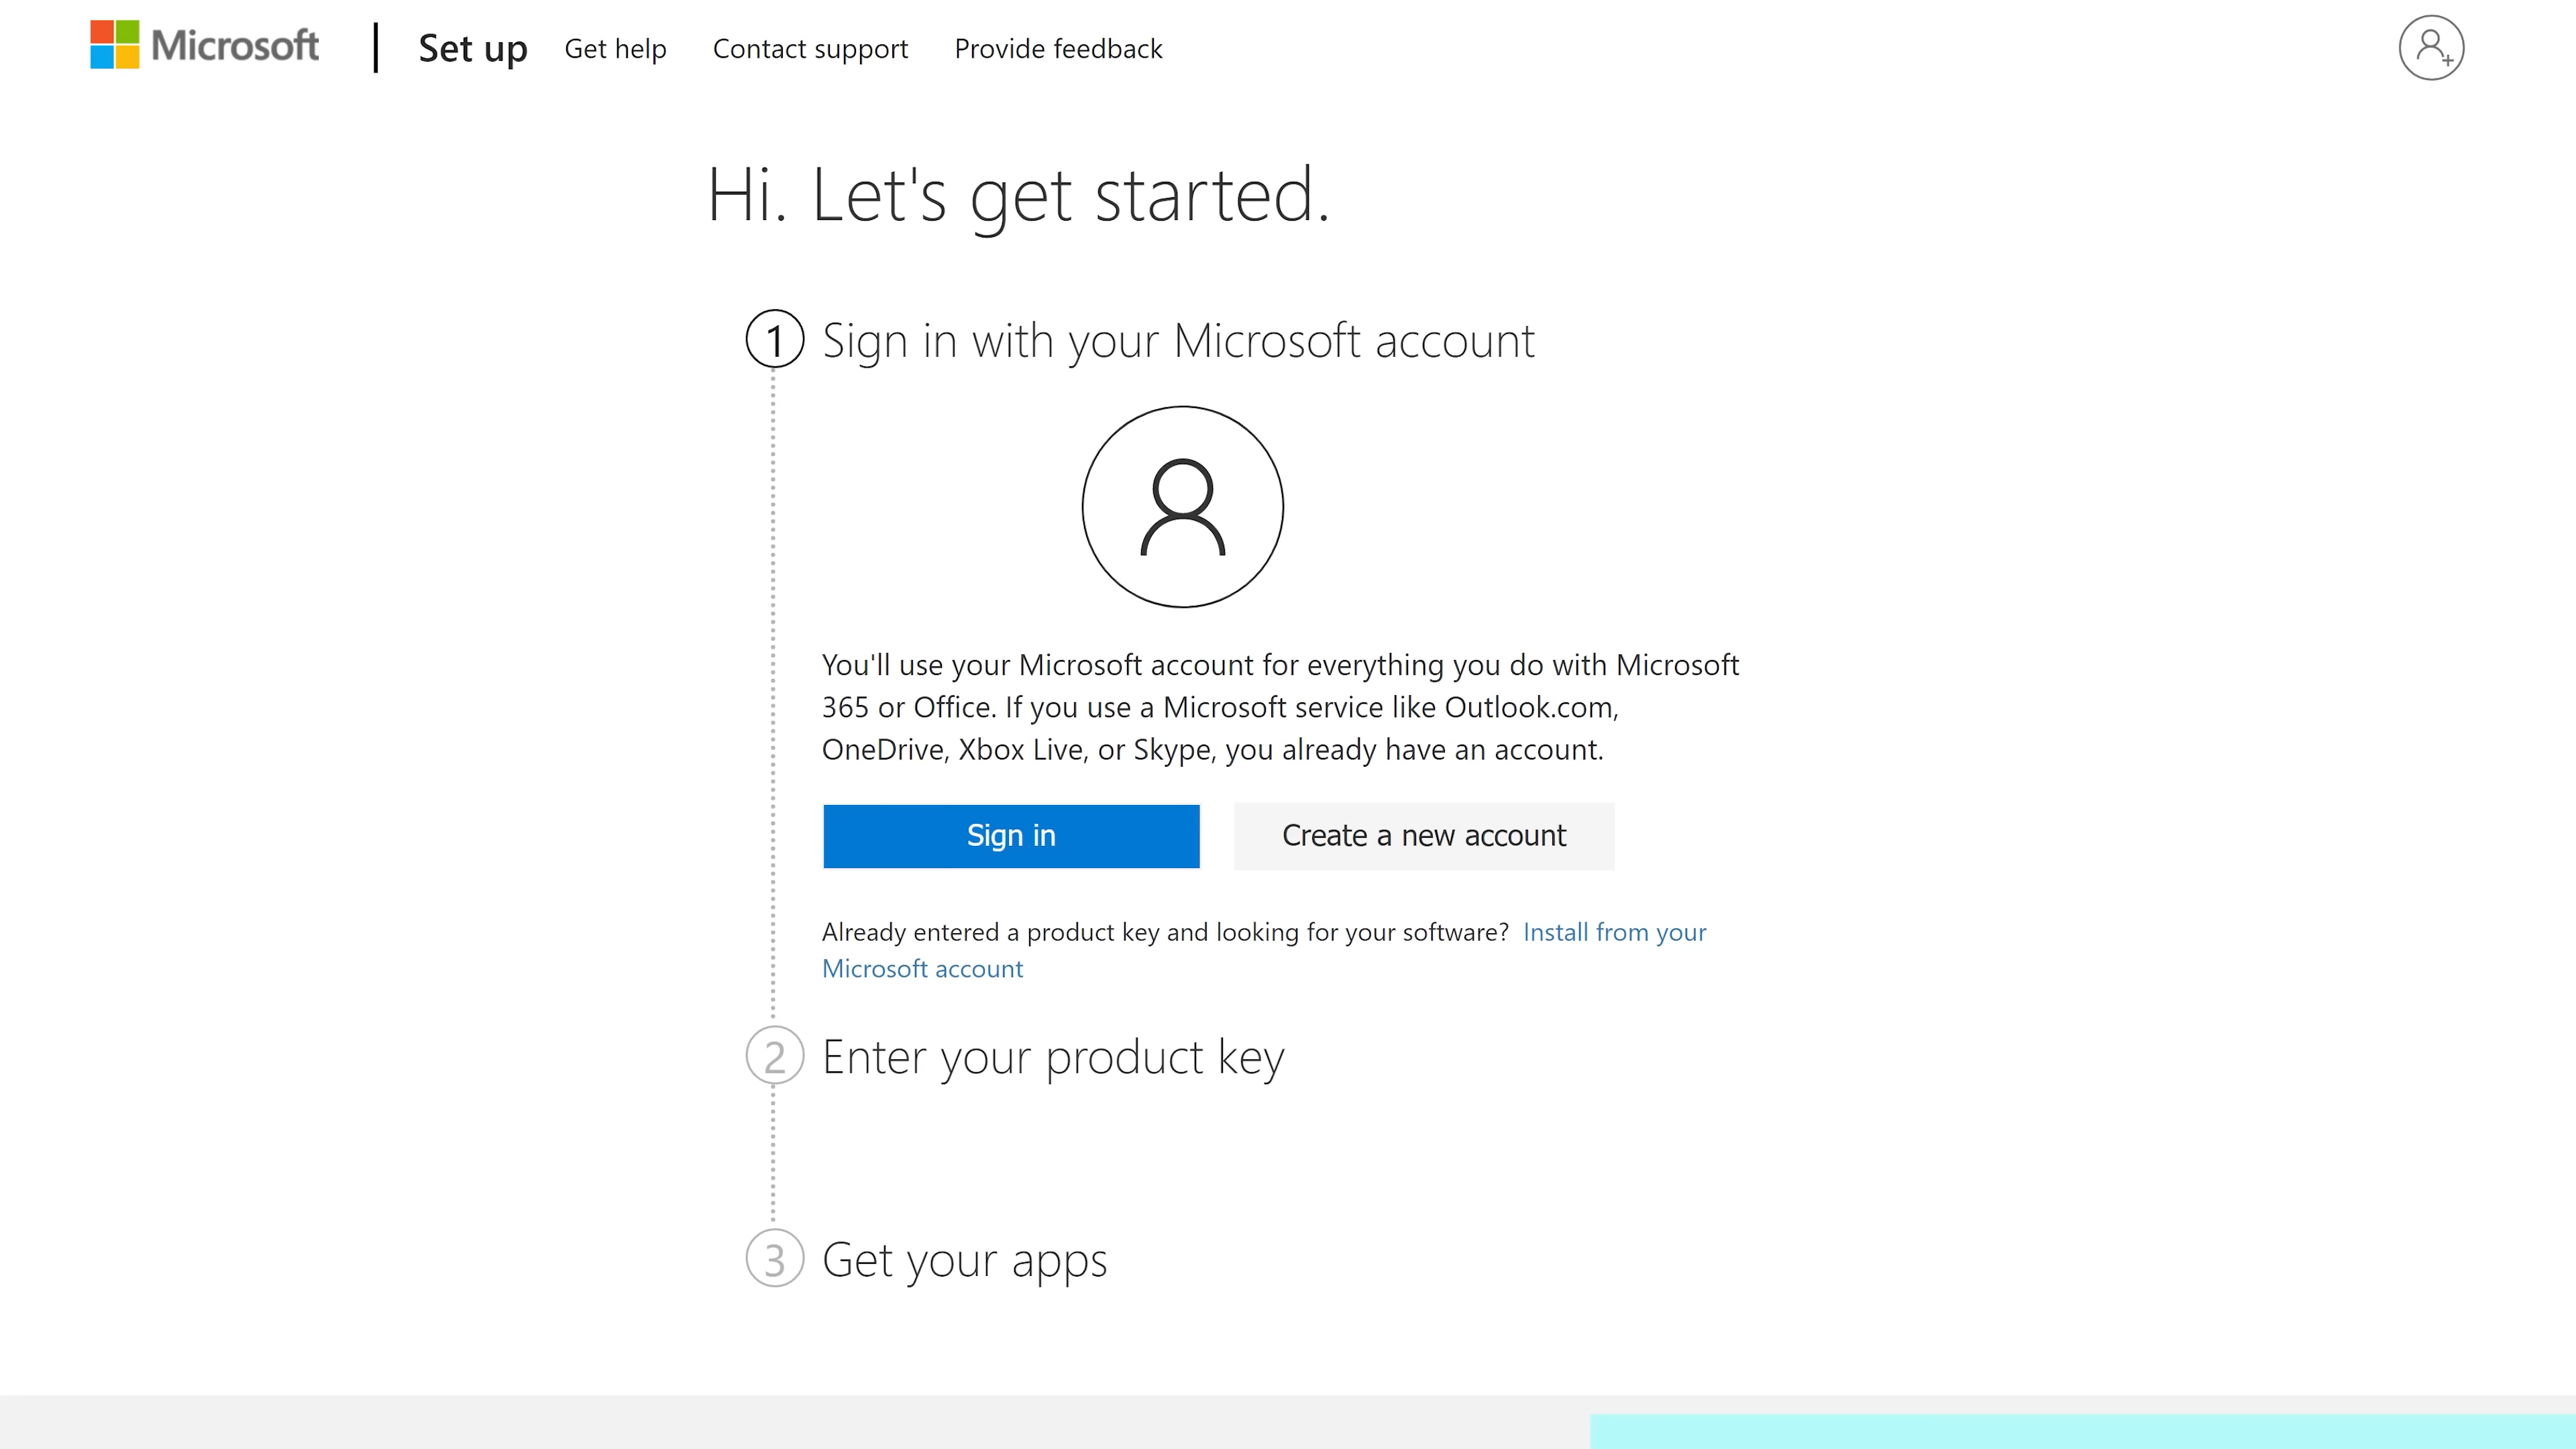 Microsoft
Set up
Get help
Contact support
Provide feedback
Hi. Let's get started.
1 Sign in with your Microsoft account
You'll use your Microsoft account for everything you do with Microsoft
365 or Office. If you use a Microsoft service like Outlook.com,
OneDrive, Xbox Live, or Skype, you already have an account.
Sign in
Create a new account
Already entered a product key and looking for your software? Install from your
Microsoft account
2 Enter your product key
3 Get your apps